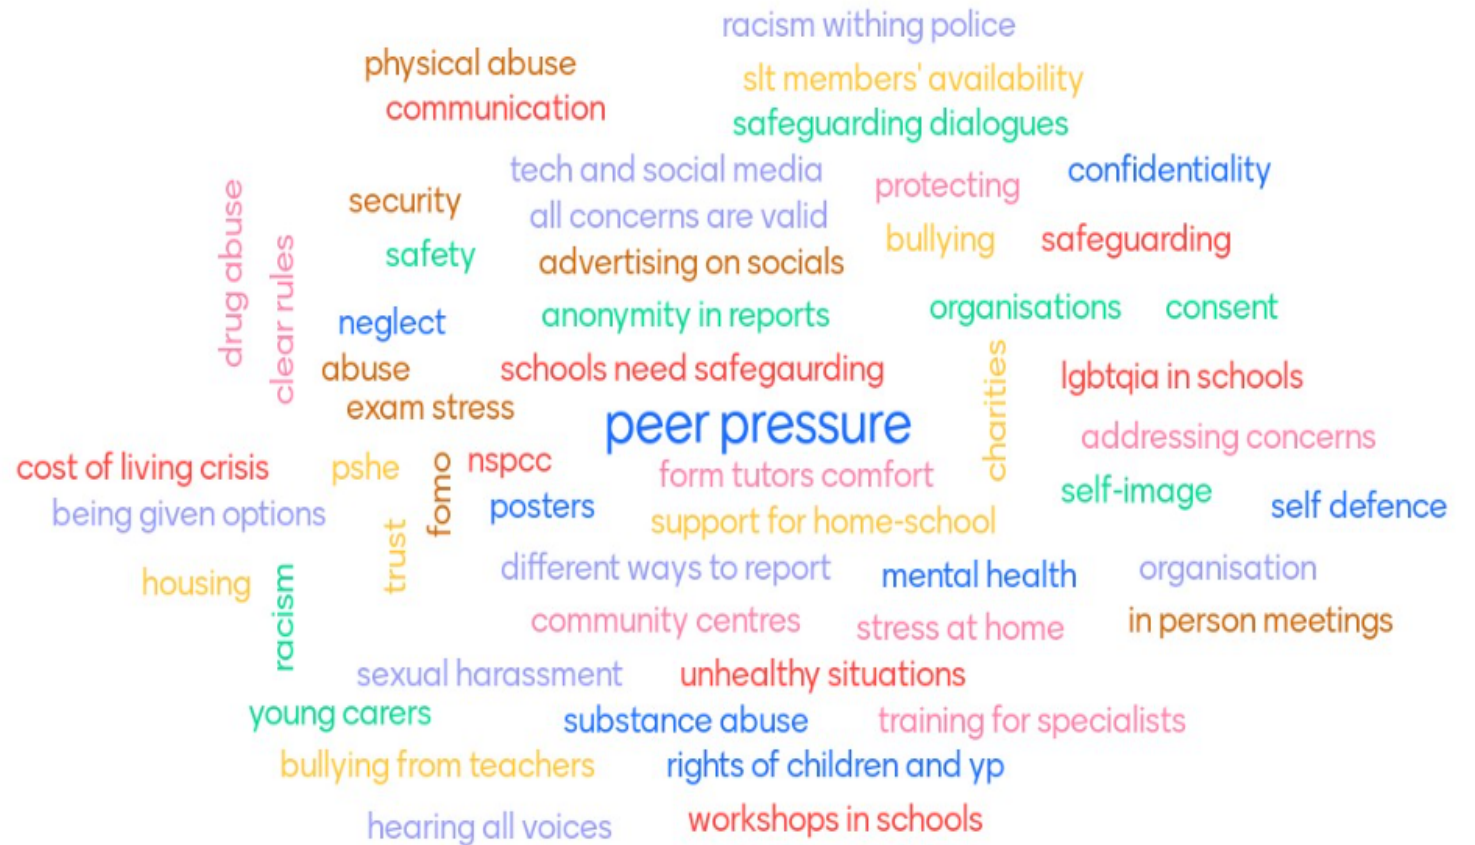 racism withing police
physical abuse
slt members' availability
communication
safeguarding dialogues
tech and social media
confidentiality
protecting
security
all concerns are valid
bullying
safeguarding
drug abuse
clear rules
safety
advertising on socials
neglect
anonymity in reports
organisations
consent
abuse
schools need safegaurding
charities
lgbtqia in schools
exam stress
peer pressure
addressing concerns
cost of living crisis
pshe
fomo
nspcc
form tutors comfort
self-image
being given options
posters
support for home-school
self defence
trust
housing
racism
different ways to report
mental health
organisation
community centres
stress at home
in person meetings
sexual harassment
unhealthy situations
young carers
substance abuse
training for specialists
bullying from teachers
rights of children and yp
hearing all voices
workshops in schools